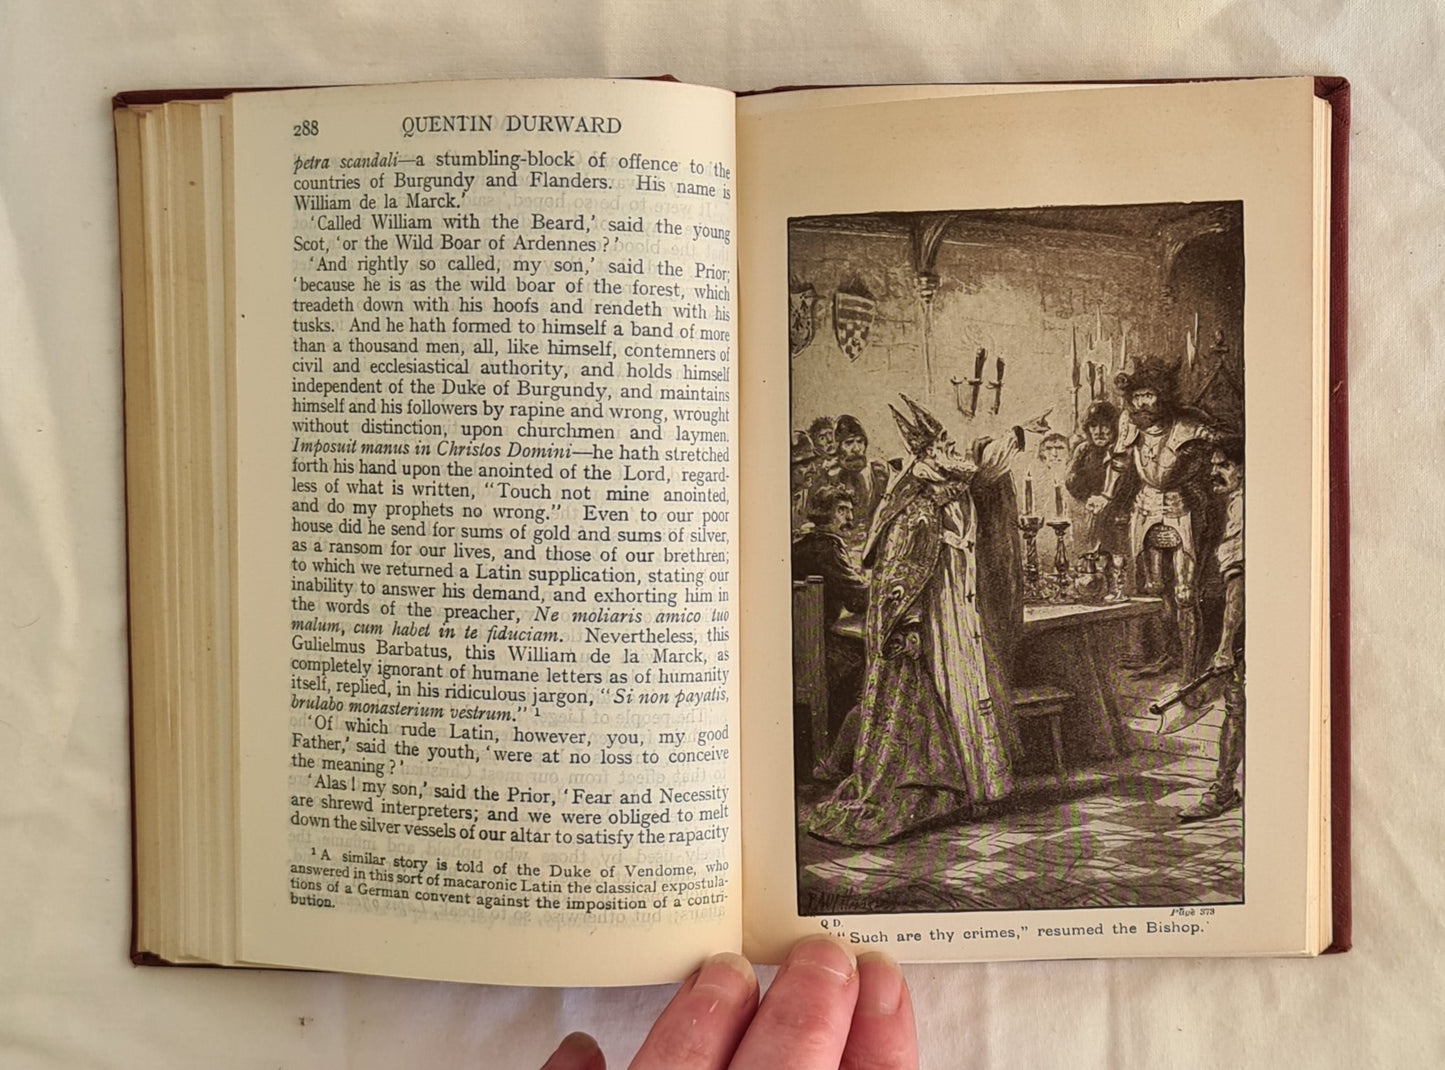 288 QUENTIN DURWARD
petra scandali—a stumbling-block of offence to the
countries of Burgundy and Flanders. His name is
William de la Marck.'
'Called William with the Beard,' said the young
Scot, 'or the Wild Boar of Ardennes?'
'And rightly so called, my son,' said the Prior;
'because he is as the wild boar of the forest, which
treadeth down with his hoofs and rendeth with his
tusks. And he hath formed to himself a band of more
than a thousand men, all, like himself, contemners of
civil and ecclesiastical authority, and holds himself
independent of the Duke of Burgundy, and maintains
himself and his followers by rapine and wrong, wrought
without distinction, upon churchmen and laymen.
Imposuit manus in Christos Domini—he hath stretched
forth his hand upon the anointed of the Lord, regard-
less of what is written, "Touch not mine anointed,
and do my prophets no wrong." Even to our poor
house did he send for sums of gold and sums of silver,
as a ransom for our lives, and those of our brethren;
to which we returned a Latin supplication, stating our
inability to answer his demand, and exhorting him in
the words of the preacher, Ne moliaris amico tuo
malum, cum habet in te fiduciam. Nevertheless, this
Gulielmus Barbatus, this William de la Marck, as
completely ignorant of humane letters as of humanity
itself, replied, in his ridiculous jargon, "Si non payatis,
brulabo monasterium vestrum." 1
'Of which rude Latin, however, you, my good
Father,' said the youth, 'were at no loss to conceive
the meaning?'
'Alas! my son,' said the Prior, 'Fear and Necessity
are shrewd interpreters; and we were obliged to melt
down the silver vessels of our altar to satisfy the rapacity
1 A similar story is told of the Duke of Vendome, who
answered in this sort of macaronic Latin the classical expostula-
tions of a German convent against the imposition of a contri-
bution.
Page 373
Q D.
'"Such are thy crimes," resumed the Bishop.'